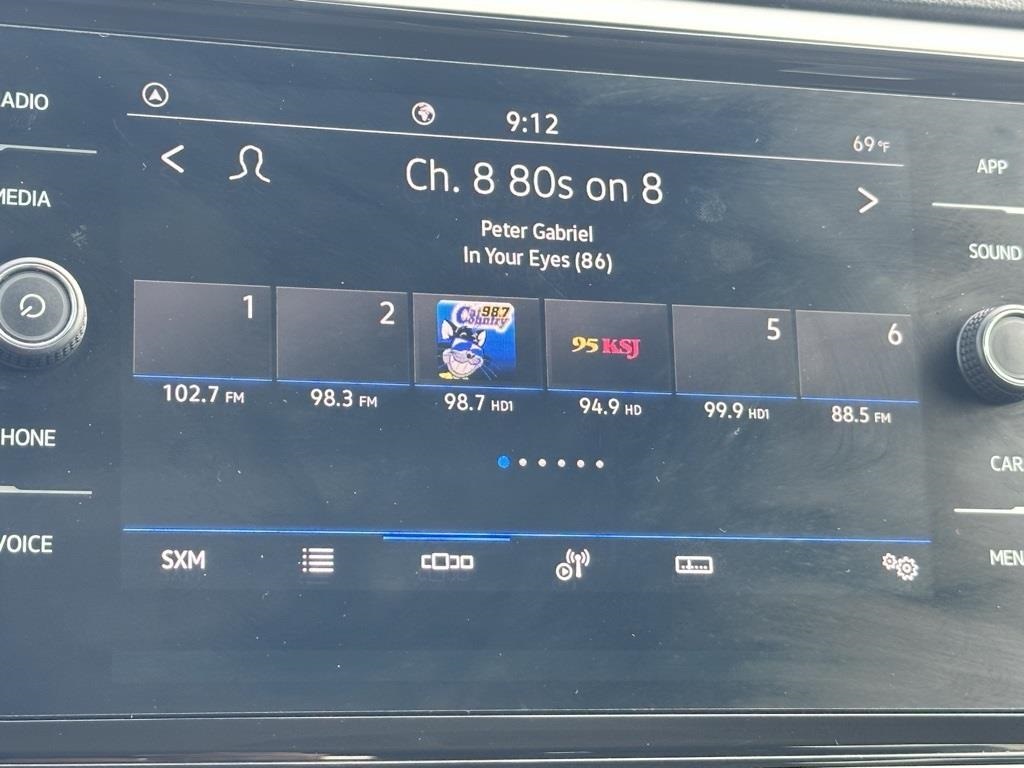 ADIO
MEDIA
HONE
VOICE
9:12
69°F
Ch. 8 80s on 8
Peter Gabriel
In Your Eyes (86)
1
2
Cat 98.7
Country
95 KSJ
5
6
102.7 FM
98.3 FM
98.7 HD1
94.9 HD
99.9 HD1
88.5 FM
SXM
APP
SOUND
CAR
MEN